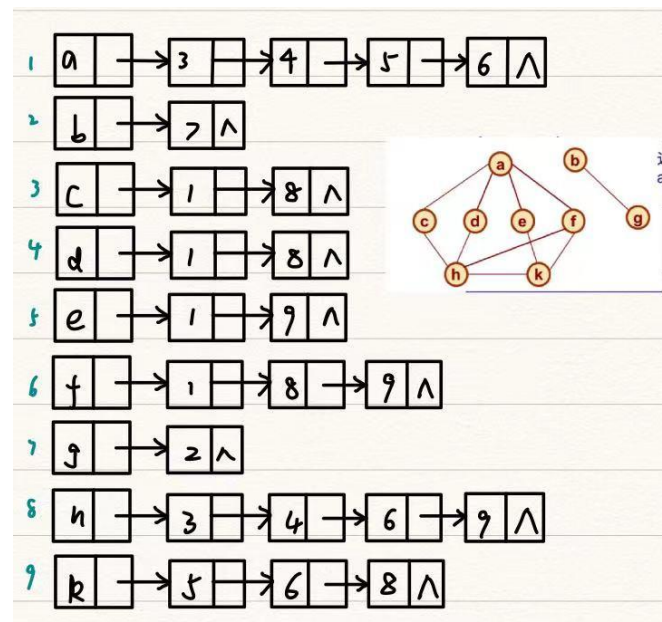 1 a 3 4 5 6 ∧
2 b 7 ∧
a b
3 c 1 8 ∧
c d e f g
4 d 1 8 ∧
h k
5 e 1 9 ∧
6 f 1 8 9 ∧
7 g 2 ∧
8 h 3 4 6 9 ∧
9 k 5 6 8 ∧